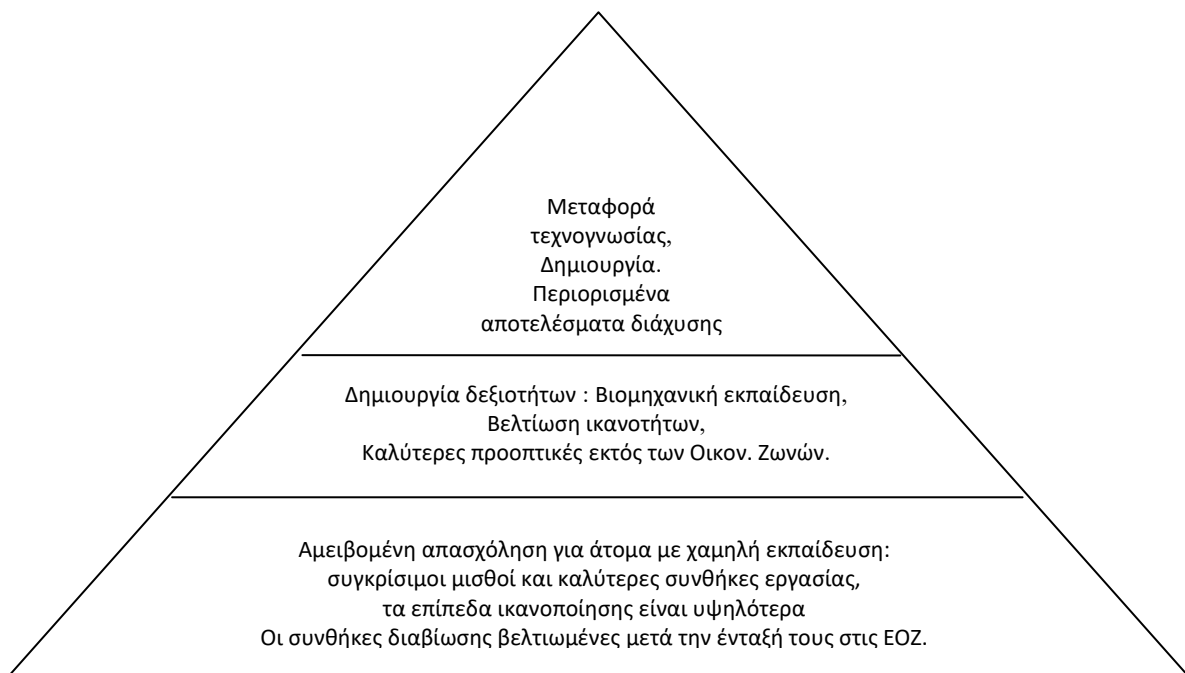 Μεταφορά
τεχνογνωσίας,
Δημιουργία.
Περιορισμένα
αποτελέσματα διάχυσης
Δημιουργία δεξιοτήτων : Βιομηχανική εκπαίδευση,
Βελτίωση ικανοτήτων,
Καλύτερες προοπτικές εκτός των Οικον. Ζωνών.
Αμειβομένη απασχόληση για άτομα με χαμηλή εκπαίδευση:
συγκρίσιμοι μισθοί και καλύτερες συνθήκες εργασίας,
τα επίπεδα ικανοποίησης είναι υψηλότερα
Οι συνθήκες διαβίωσης βελτιωμένες μετά την ένταξή τους στις ΕΟΖ.